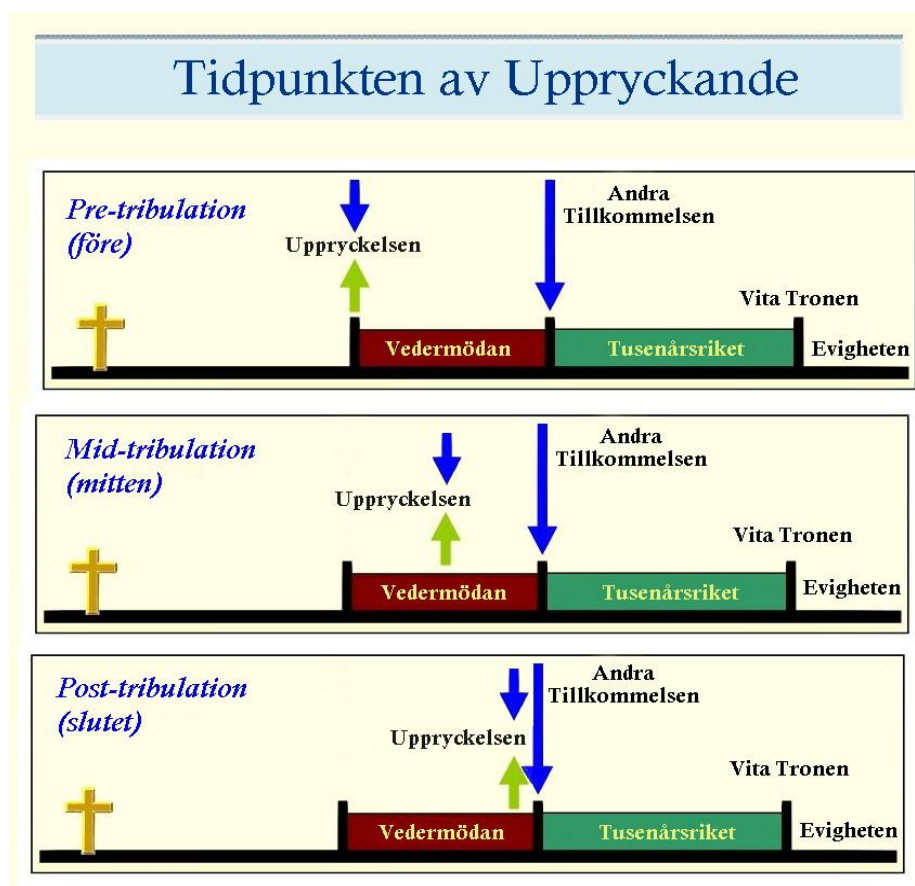 Tidpunkten av Uppryckande
Pre-tribulation
(före)
Uppryckelsen
Andra
Tillkommelsen
Vita Tronen
Vedermödan
Tusenårsriket
Evigheten
Mid-tribulation
(mitten)
Uppryckelsen
Andra
Tillkommelsen
Vita Tronen
Vedermödan
Tusenårsriket
Evigheten
Post-tribulation
(slutet)
Uppryckelsen
Andra
Tillkommelsen
Vita Tronen
Vedermödan
Tusenårsriket
Evigheten